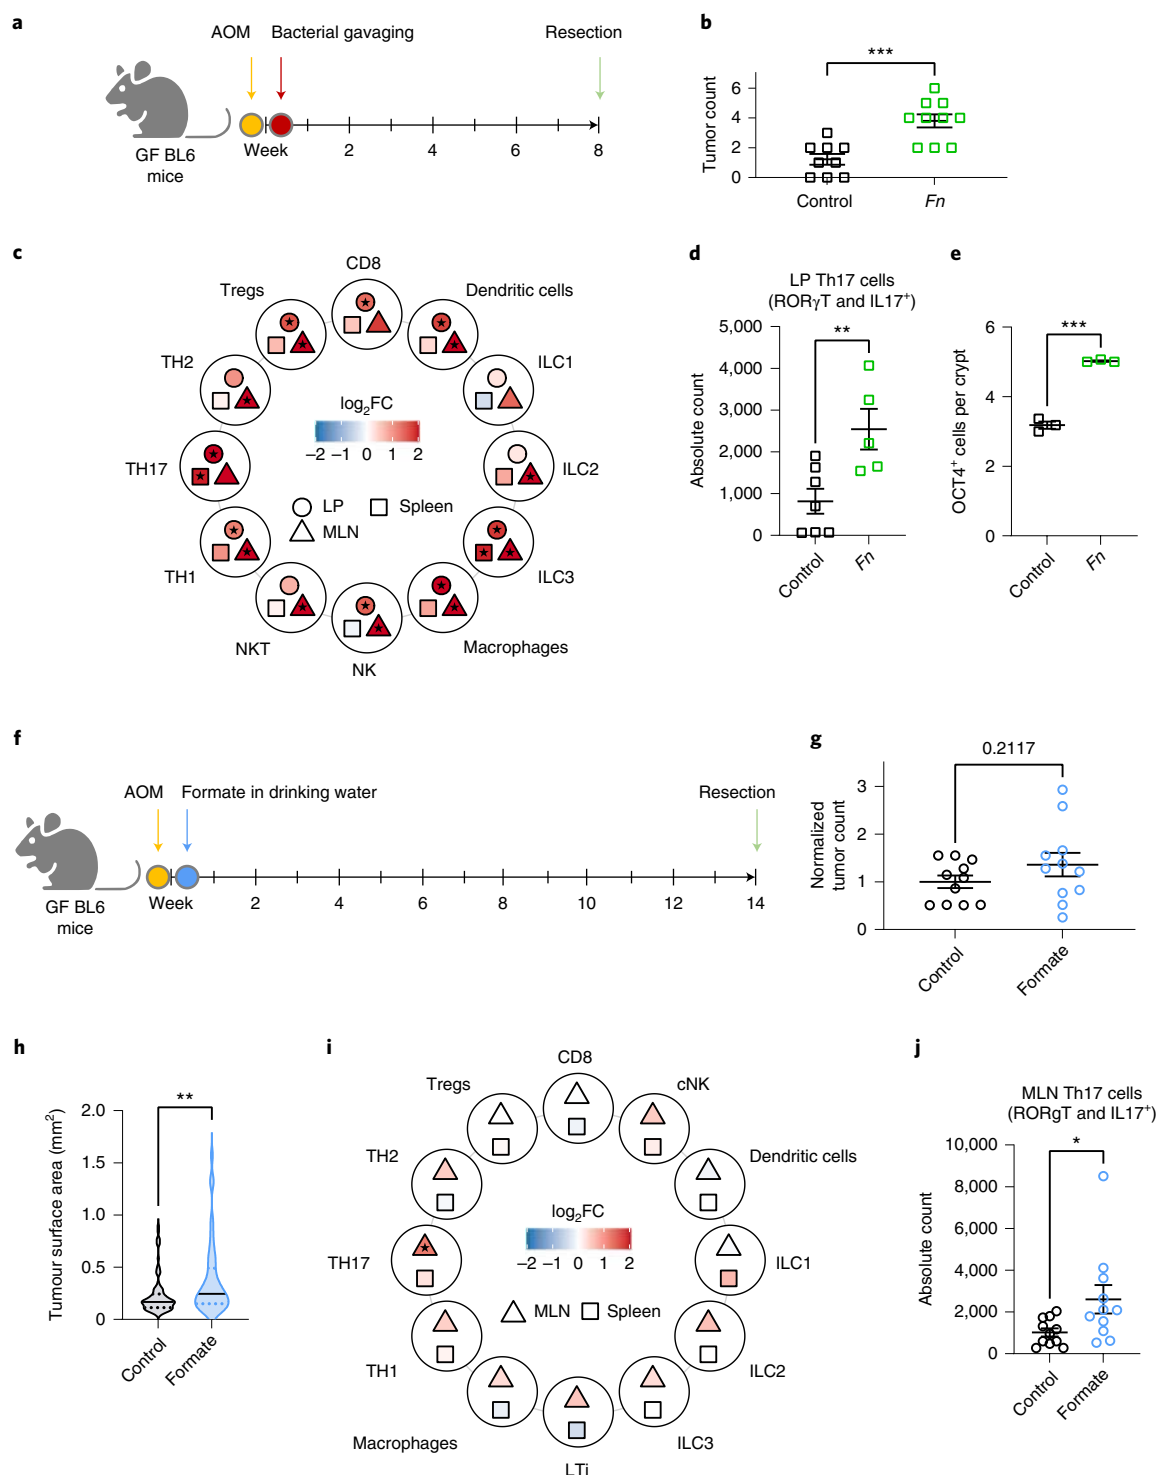 a
AOM
Bacterial gavaging
Resection
GF BL6
mice
Week
2
4
6
8
b
***
Tumor count
6
4
2
0
Control
Fn
c
CD8
Tregs
Dendritic cells
TH2
ILC1
TH17
ILC2
TH1
ILC3
NKT
NK
Macrophages
log2FC
−2 −1 0 1 2
LP
Spleen
MLN
d
LP Th17 cells
(RORγT and IL17+)
**
Absolute count
5,000
4,000
3,000
2,000
1,000
0
Control
Fn
e
***
OCT4+ cells per crypt
6
4
2
0
Control
Fn
f
AOM
Formate in drinking water
Resection
GF BL6
mice
Week
2
4
6
8
10
12
14
g
0.2117
Normalized
tumor count
3
2
1
0
Control
Formate
h
**
Tumour surface area (mm2)
2.0
1.5
1.0
0.5
0
Control
Formate
i
CD8
Tregs
cNK
TH2
Dendritic cells
TH17
ILC1
TH1
ILC2
Macrophages
ILC3
LTi
log2FC
−2 −1 0 1 2
MLN
Spleen
j
MLN Th17 cells
(RORgT and IL17+)
*
Absolute count
10,000
8,000
6,000
4,000
2,000
0
Control
Formate